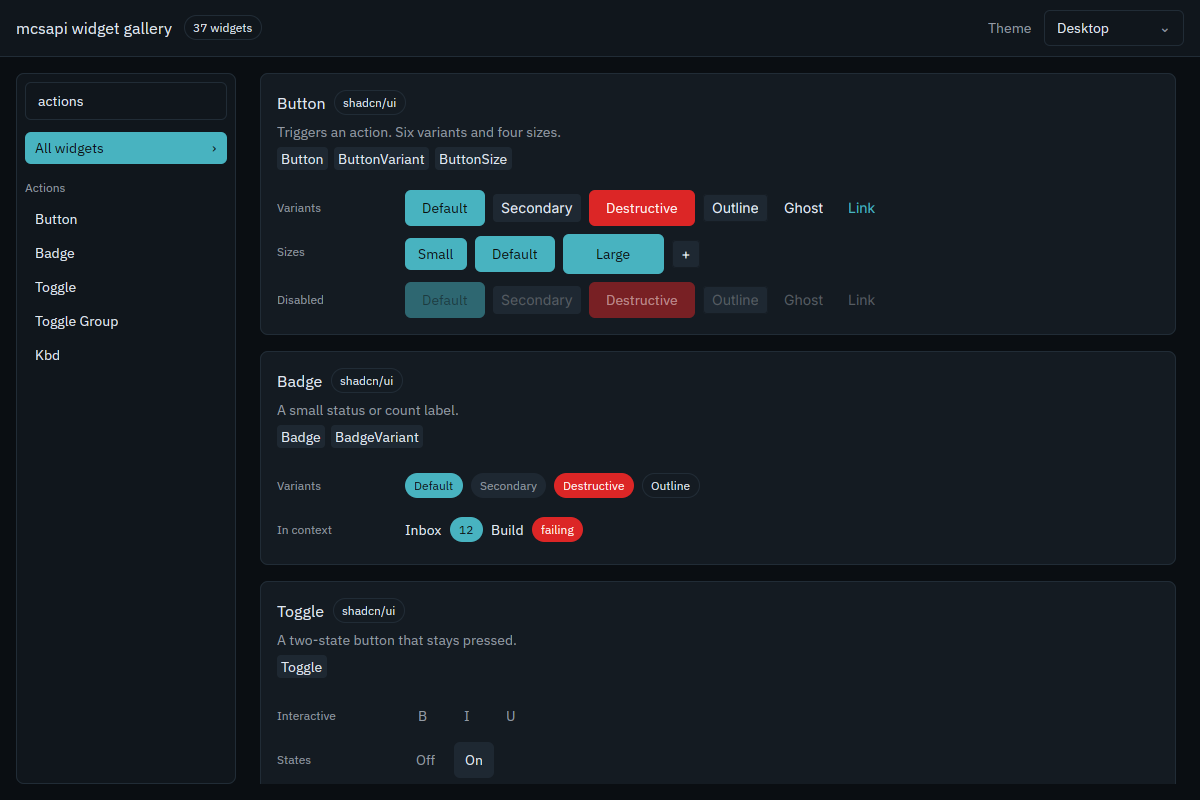 mcsapi widget gallery 37 widgets Theme Desktop
actions
All widgets
Actions
Button
Badge
Toggle
Toggle Group
Kbd
Button shadcn/ui
Triggers an action. Six variants and four sizes.
Button ButtonVariant ButtonSize
Variants Default Secondary Destructive Outline Ghost Link
Sizes Small Default Large +
Disabled Default Secondary Destructive Outline Ghost Link
Badge shadcn/ui
A small status or count label.
Badge BadgeVariant
Variants Default Secondary Destructive Outline
In context Inbox 12 Build failing
Toggle shadcn/ui
A two-state button that stays pressed.
Toggle
Interactive B I U
States Off On